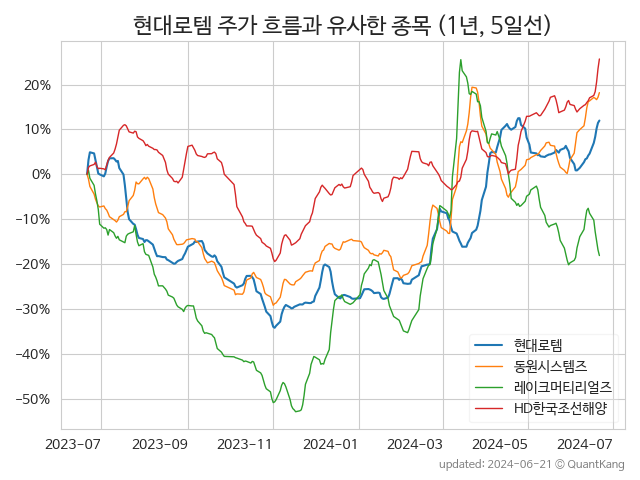 현대로템 주가 흐름과 유사한 종목 (1년, 5일선)
20%
10%
0%
−10%
−20%
−30%
−40%
−50%
현대로템
동원시스템즈
레이크머티리얼즈
HD한국조선해양
2023−07 2023−09 2023−11 2024−01 2024−03 2024−05 2024−07
updated: 2024-06-21 © QuantKang